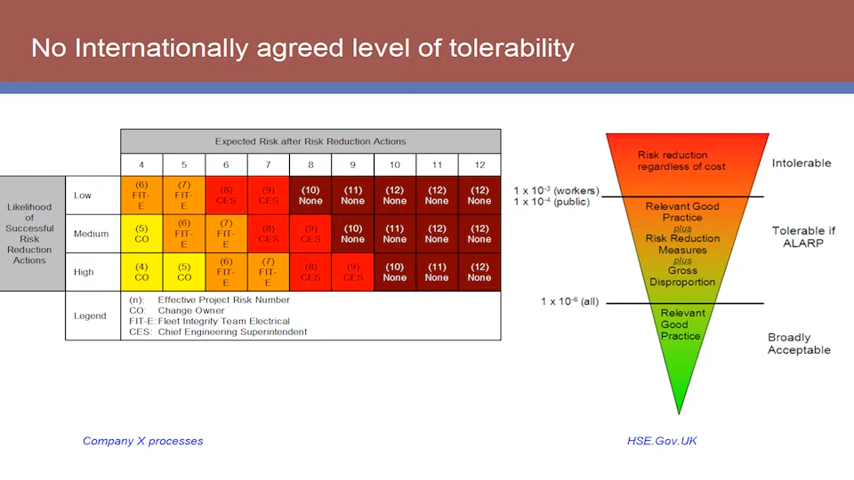 No Internationally agreed level of tolerability
Expected Risk after Risk Reduction Actions
4 5 6 7 8 9 10 11 12
Likelihood
of
Successful
Risk
Reduction
Actions
Low
(6) (7) (8) (9) (10) (11) (12) (12) (12)
FIT- FIT- CES CES None None None None None
E E
Medium
(5) (6) (7) (8) (9) (10) (11) (12) (12)
CO FIT- FIT- CES CES None None None None
E E
High
(4) (5) (6) (7) (8) (9) (10) (11) (12)
CO CO FIT- FIT- CES CES None None None
E E
Legend
(n): Effective Project Risk Number
CO: Change Owner
FIT-E: Fleet Integrity Team Electrical
CES: Chief Engineering Superintendent
Company X processes
Risk reduction
regardless of cost
Intolerable
1 x 10⁻³ (workers)
1 x 10⁻⁴ (public)
Relevant Good
Practice
plus
Risk Reduction
Measures
plus
Gross
Disproportion
Tolerable if
ALARP
1 x 10⁻⁶ (all)
Relevant
Good
Practice
Broadly
Acceptable
HSE.Gov.UK